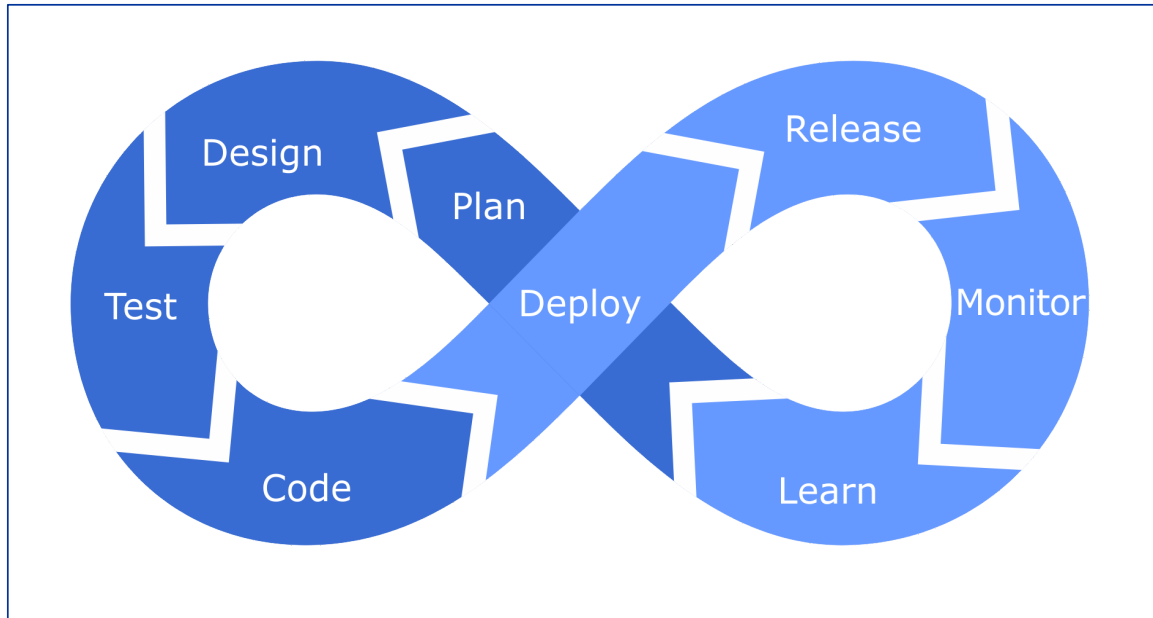 Design
Plan
Test
Code
Deploy
Release
Monitor
Learn